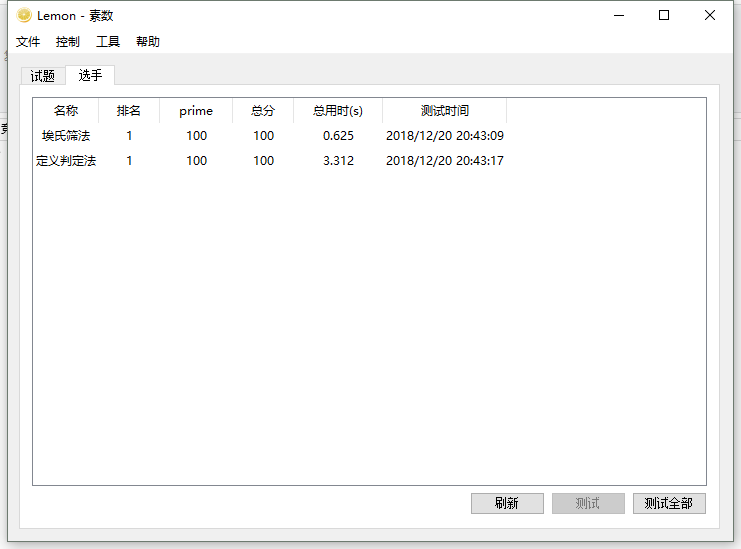 Lemon - 素数
文件 控制 工具 帮助
试题 选手
名称 排名 prime 总分 总用时(s) 测试时间
埃氏筛法 1 100 100 0.625 2018/12/20 20:43:09
定义判定法 1 100 100 3.312 2018/12/20 20:43:17
刷新 测试 测试全部